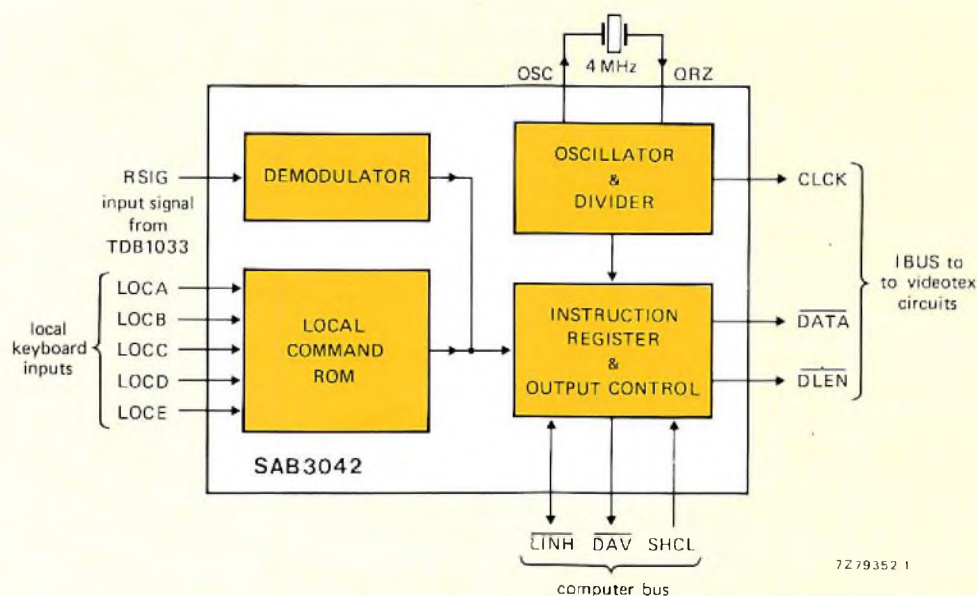 4 MHz
OSC
QRZ
DEMODULATOR
OSCILLATOR
&
DIVIDER
RSIG
input signal
from
TDB1033
CLCK
LOCA
LOCB
LOCC
LOCD
LOCE
local
keyboard
inputs
LOCAL
COMMAND
ROM
INSTRUCTION
REGISTER
&
OUTPUT CONTROL
DATA
DLEN
I BUS to
to videotex
circuits
SAB3042
LINH
DAV
SHCL
computer bus
7Z79352 1